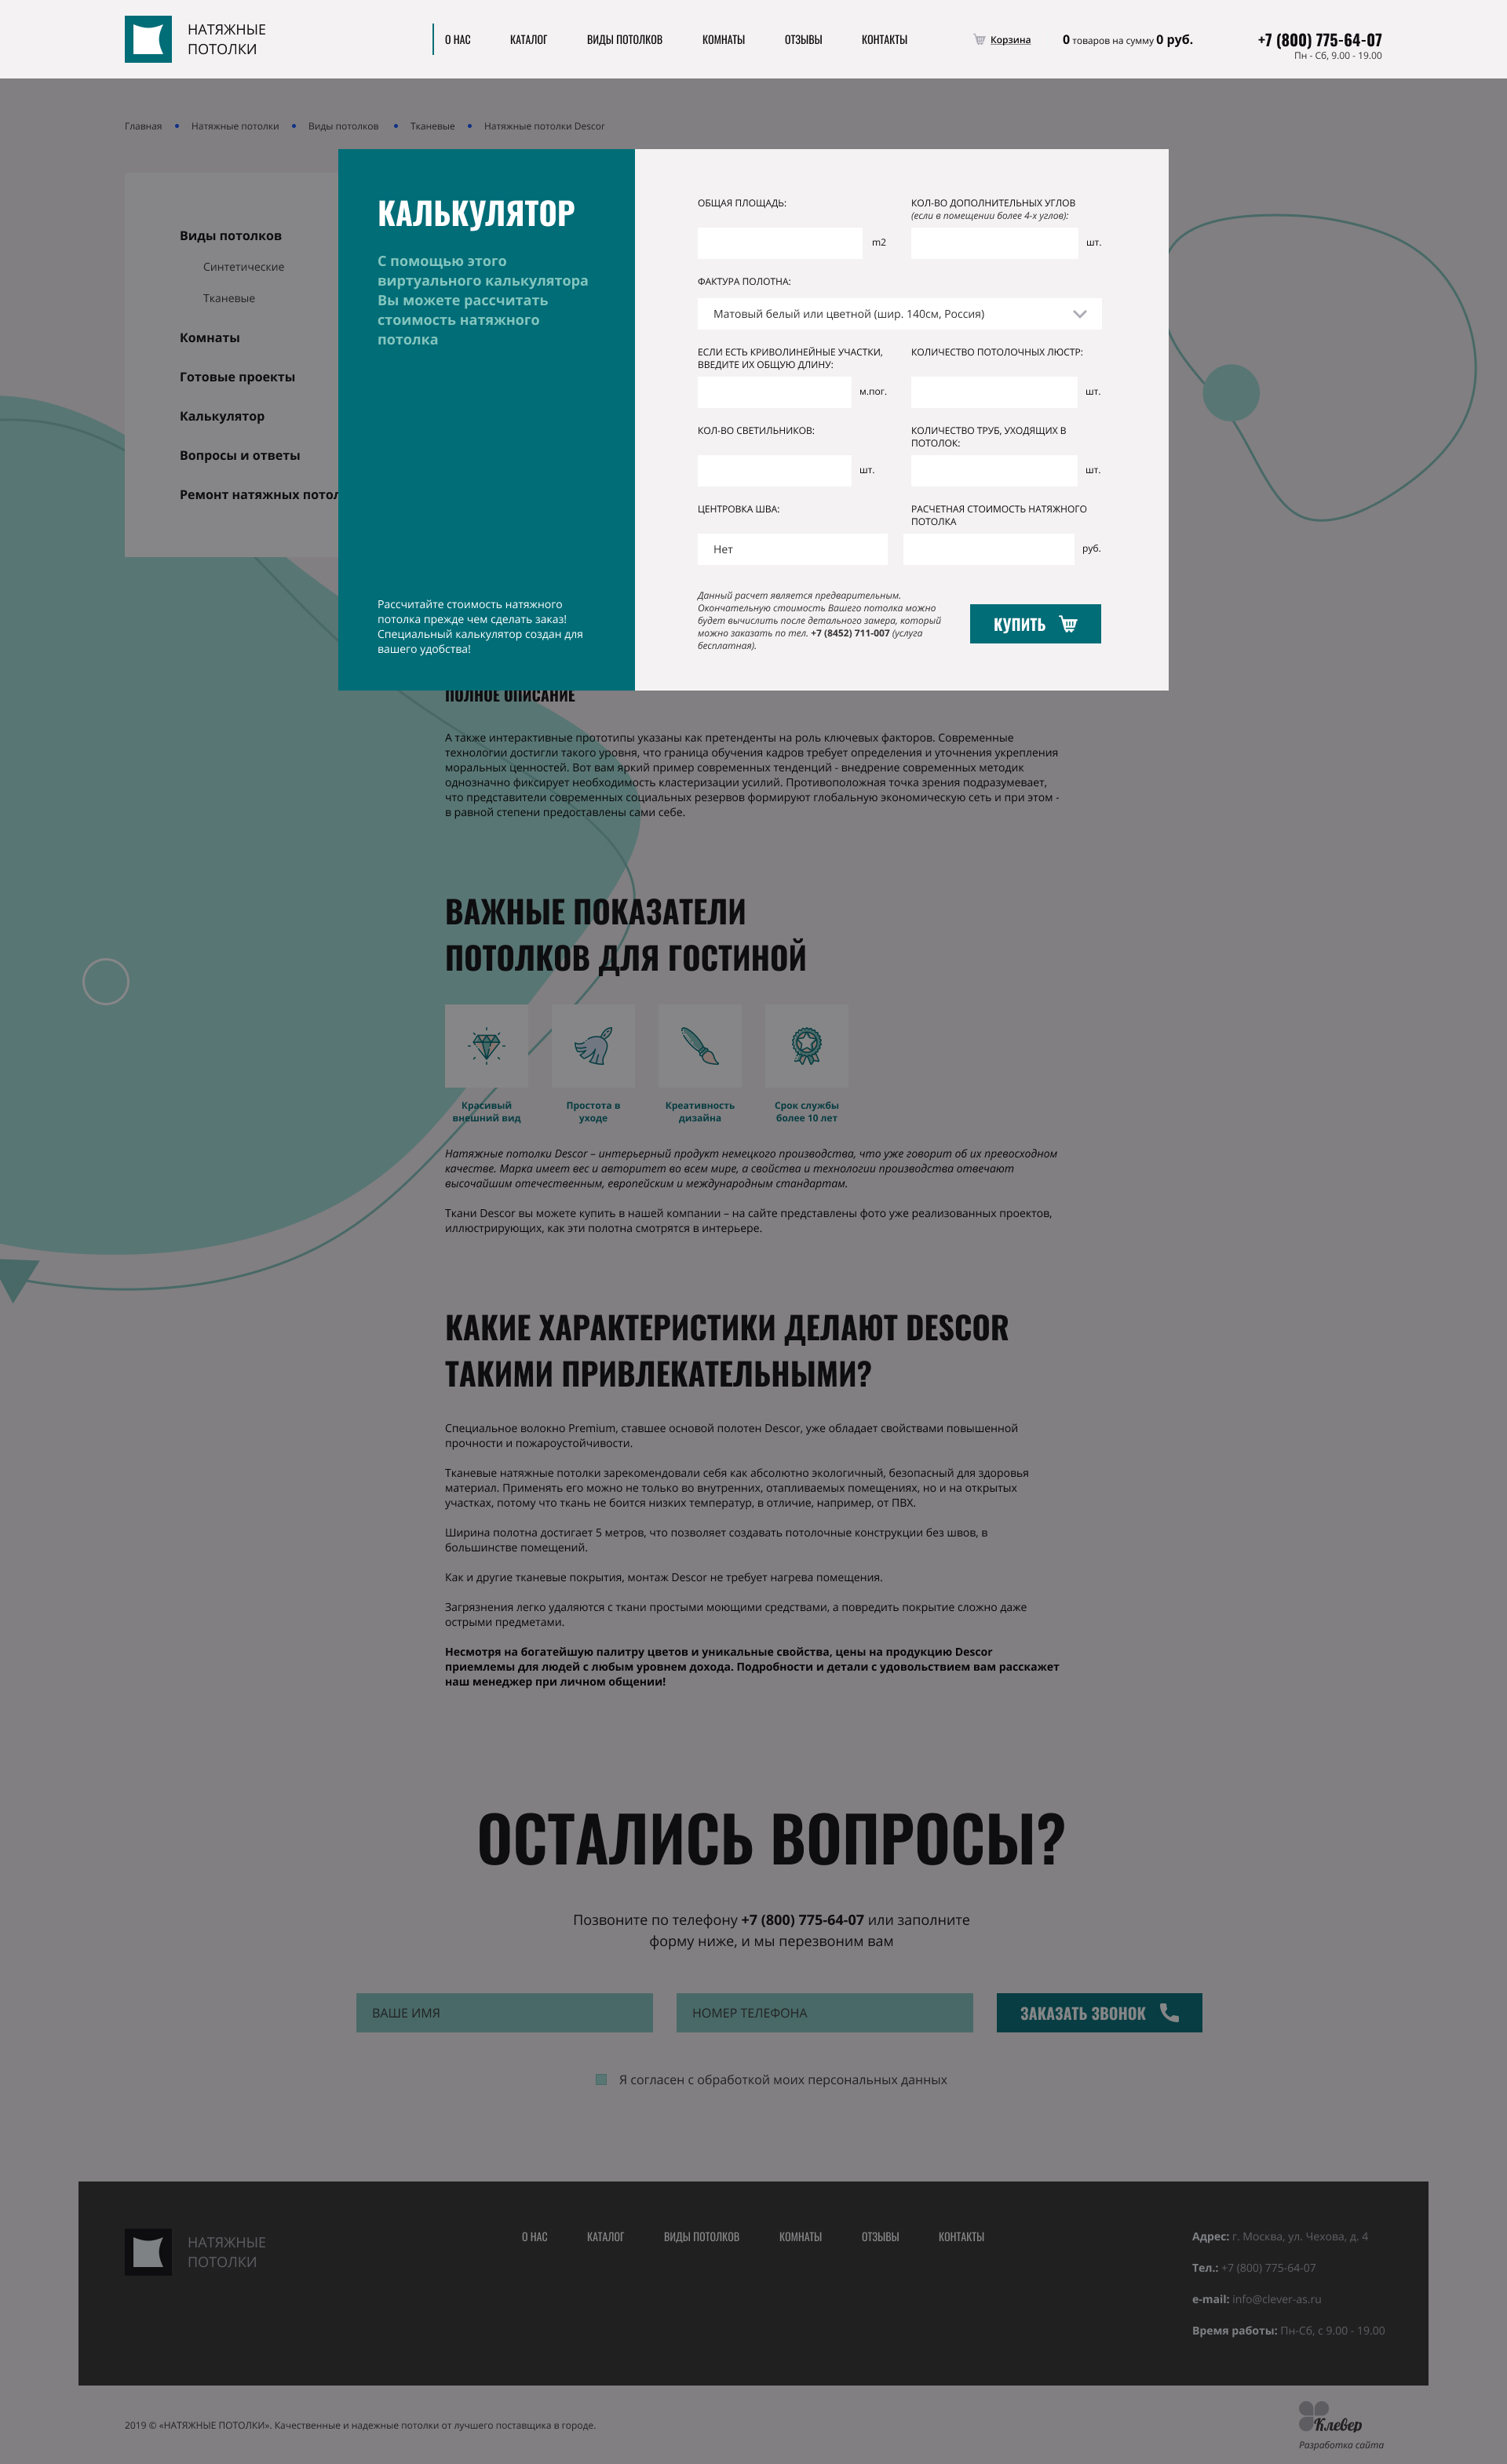 НАТЯЖНЫЕ
ПОТОЛКИ
О НАС
КАТАЛОГ
ВИДЫ ПОТОЛКОВ
КОМНАТЫ
ОТЗЫВЫ
КОНТАКТЫ
Корзина
0 товаров на сумму 0 руб.
+7 (800) 775-64-07
Пн - Сб, 9.00 - 19.00
Главная
Натяжные потолки
Виды потолков
Тканевые
Натяжные потолки Descor
Виды потолков
Синтетические
Тканевые
Комнаты
Готовые проекты
Калькулятор
Вопросы и ответы
Ремонт натяжных
КАЛЬКУЛЯТОР
С помощью этого
виртуального калькулятора
Вы можете рассчитать
стоимость натяжного
потолка
Рассчитайте стоимость натяжного
потолка прежде чем сделать заказ!
Специальный калькулятор создан для
вашего удобства!
ОБЩАЯ ПЛОЩАДЬ:
m2
КОЛ-ВО ДОПОЛНИТЕЛЬНЫХ УГЛОВ
(если в помещении более 4-х углов):
шт.
ФАКТУРА ПОЛОТНА:
Матовый белый или цветной (шир. 140см, Россия)
ЕСЛИ ЕСТЬ КРИВОЛИНЕЙНЫЕ УЧАСТКИ,
ВВЕДИТЕ ИХ ОБЩУЮ ДЛИНУ:
м.пог.
КОЛИЧЕСТВО ПОТОЛОЧНЫХ ЛЮСТР:
шт.
КОЛ-ВО СВЕТИЛЬНИКОВ:
шт.
КОЛИЧЕСТВО ТРУБ, УХОДЯЩИХ В
ПОТОЛОК:
шт.
ЦЕНТРОВКА ШВА:
Нет
РАСЧЕТНАЯ СТОИМОСТЬ НАТЯЖНОГО
ПОТОЛКА
руб.
Данный расчет является предварительным.
Окончательную стоимость Вашего потолка можно
будет вычислить после детального замера, который
можно заказать по тел. +7 (8452) 711-007 (услуга
бесплатная).
КУПИТЬ
ПОЛНОЕ ОПИСАНИЕ
А также интерактивные прототипы указаны как претенденты на роль ключевых факторов. Современные
технологии достигли такого уровня, что граница обучения кадров требует определения и уточнения укрепления
моральных ценностей. Вот вам яркий пример современных тенденций - внедрение современных методик
однозначно фиксирует необходимость кластеризации усилий. Противоположная точка зрения подразумевает,
что представители современных социальных резервов формируют глобальную экономическую сеть и при этом -
в равной степени предоставлены сами себе.
ВАЖНЫЕ ПОКАЗАТЕЛИ
ПОТОЛКОВ ДЛЯ ГОСТИНОЙ
Красивый
внешний вид
Простота в
уходе
Креативность
дизайна
Срок службы
более 10 лет
Натяжные потолки Descor – интерьерный продукт немецкого производства, что уже говорит об их превосходном
качестве. Марка имеет вес и авторитет во всем мире, а свойства и технологии производства отвечают
высочайшим отечественным, европейским и международным стандартам.
Ткани Descor вы можете купить в нашей компании – на сайте представлены фото уже реализованных проектов,
иллюстрирующих, как эти полотна смотрятся в интерьере.
КАКИЕ ХАРАКТЕРИСТИКИ ДЕЛАЮТ DESCOR
ТАКИМИ ПРИВЛЕКАТЕЛЬНЫМИ?
Специальное волокно Premium, ставшее основой полотен Descor, уже обладает свойствами повышенной
прочности и пожароустойчивости.
Тканевые натяжные потолки зарекомендовали себя как абсолютно экологичный, безопасный для здоровья
материал. Применять его можно не только во внутренних, отапливаемых помещениях, но и на открытых
участках, потому что ткань не боится низких температур, в отличие, например, от ПВХ.
Ширина полотна достигает 5 метров, что позволяет создавать потолочные конструкции без швов, в
большинстве помещений.
Как и другие тканевые покрытия, монтаж Descor не требует нагрева помещения.
Загрязнения легко удаляются с ткани простыми моющими средствами, а повредить покрытие сложно даже
острыми предметами.
Несмотря на богатейшую палитру цветов и уникальные свойства, цены на продукцию Descor
приемлемы для людей с любым уровнем дохода. Подробности и детали с удовольствием вам расскажет
наш менеджер при личном общении!
ОСТАЛИСЬ ВОПРОСЫ?
Позвоните по телефону +7 (800) 775-64-07 или заполните
форму ниже, и мы перезвоним вам
ВАШЕ ИМЯ
НОМЕР ТЕЛЕФОНА
ЗАКАЗАТЬ ЗВОНОК
Я согласен с обработкой моих персональных данных
НАТЯЖНЫЕ
ПОТОЛКИ
О НАС
КАТАЛОГ
ВИДЫ ПОТОЛКОВ
КОМНАТЫ
ОТЗЫВЫ
КОНТАКТЫ
Адрес: г. Москва, ул. Чехова, д. 4
Тел.: +7 (800) 775-64-07
e-mail: info@clever-as.ru
Время работы: Пн-Сб, с 9.00 - 19.00
2019 © «НАТЯЖНЫЕ ПОТОЛКИ». Качественные и надежные потолки от лучшего поставщика в городе.
Клевер
Разработка сайта